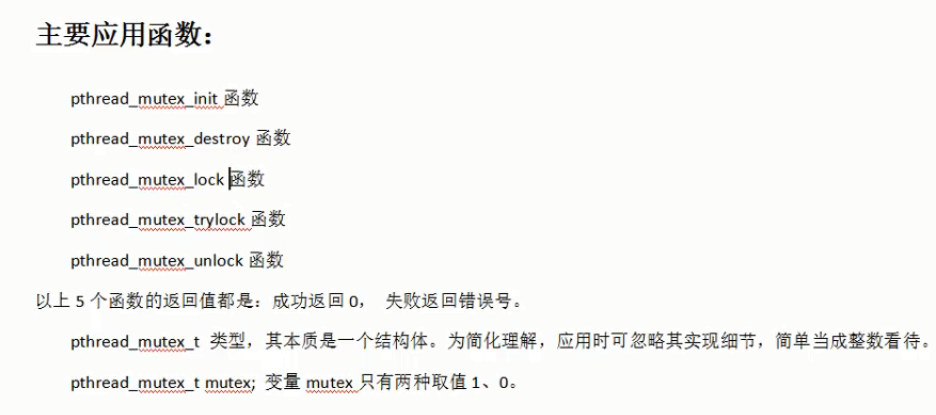 主要应用函数：
pthread_mutex_init 函数
pthread_mutex_destroy 函数
pthread_mutex_lock 函数
pthread_mutex_trylock 函数
pthread_mutex_unlock 函数
以上 5 个函数的返回值都是：成功返回 0， 失败返回错误号。
pthread_mutex_t 类型，其本质是一个结构体。为简化理解，应用时可忽略其实现细节，简单当成整数看待。
pthread_mutex_t mutex; 变量 mutex 只有两种取值 1、0。